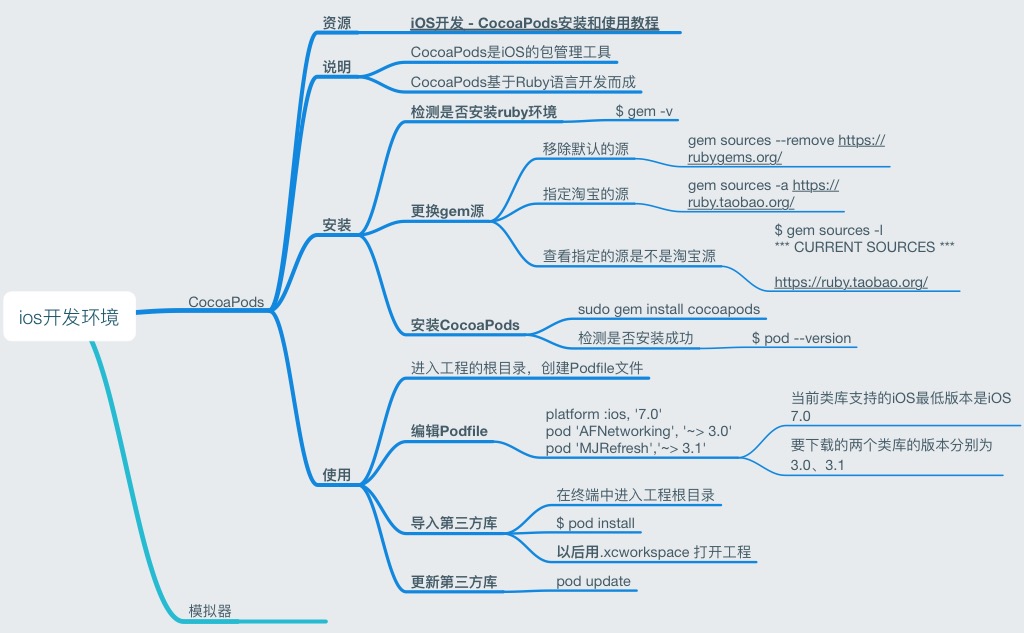 ios开发环境
CocoaPods
资源
iOS开发 - CocoaPods安装和使用教程
说明
CocoaPods是iOS的包管理工具
CocoaPods基于Ruby语言开发而成
安装
检测是否安装ruby环境
$ gem -v
更换gem源
移除默认的源
gem sources --remove https://
rubygems.org/
指定淘宝的源
gem sources -a https://
ruby.taobao.org/
查看指定的源是不是淘宝源
$ gem sources -l
*** CURRENT SOURCES ***
https://ruby.taobao.org/
安装CocoaPods
sudo gem install cocoapods
检测是否安装成功
$ pod --version
使用
进入工程的根目录，创建Podfile文件
编辑Podfile
platform :ios, '7.0'
pod 'AFNetworking', '~> 3.0'
pod 'MJRefresh','~> 3.1'
当前类库支持的iOS最低版本是iOS
7.0
要下载的两个类库的版本分别为
3.0、3.1
导入第三方库
在终端中进入工程根目录
$ pod install
以后用.xcworkspace 打开工程
更新第三方库
pod update
模拟器